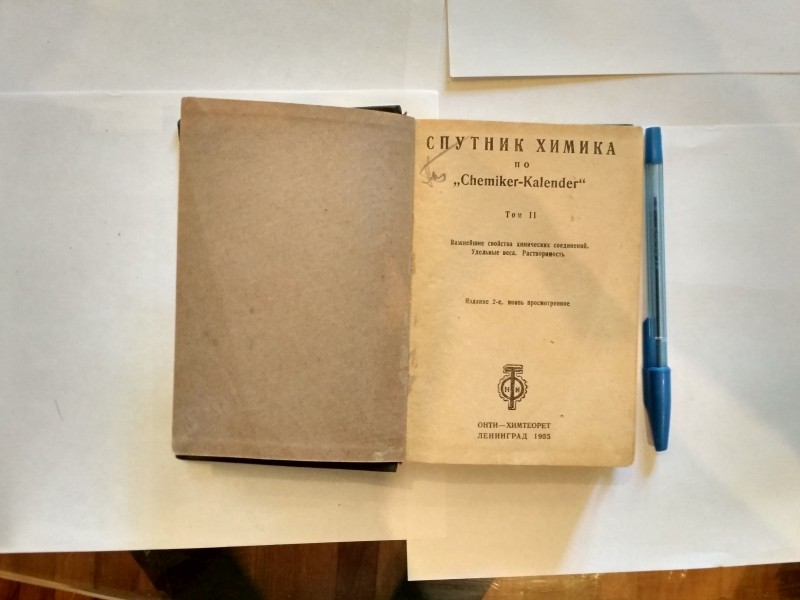 СПУТНИК ХИМИКА
по
„Chemiker-Kalender“
Том II
Важнейшие свойства химических соединений.
Удельные веса. Растворимость
Издание 2-е, вновь просмотренное
Н И
ОНТИ—ХИМТЕОРЕТ
ЛЕНИНГРАД 1935